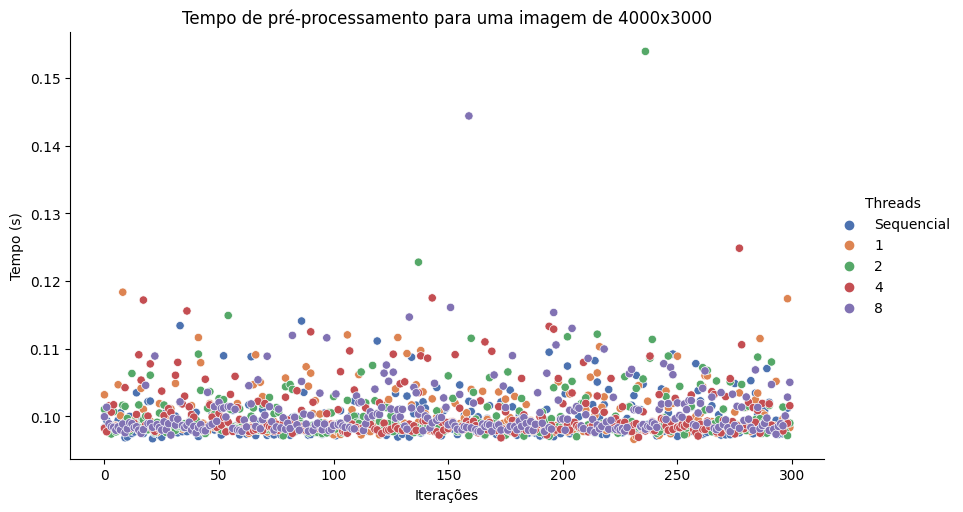 Tempo de pré-processamento para uma imagem de 4000x3000
Tempo (s)
0.15
0.14
0.13
0.12
0.11
0.10
0 50 100 150 200 250 300
Iterações
Threads
Sequencial
1
2
4
8